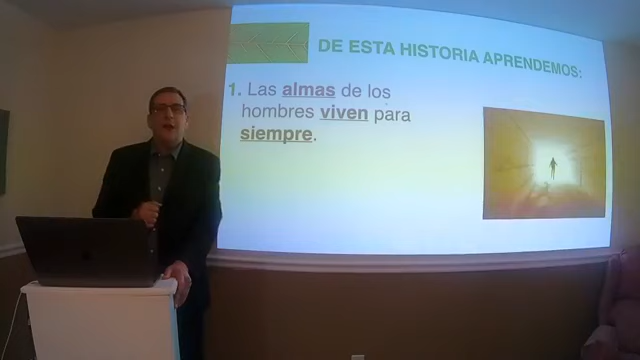 DE ESTA HISTORIA APRENDEMOS:
1. Las almas de los
hombres viven para
siempre.